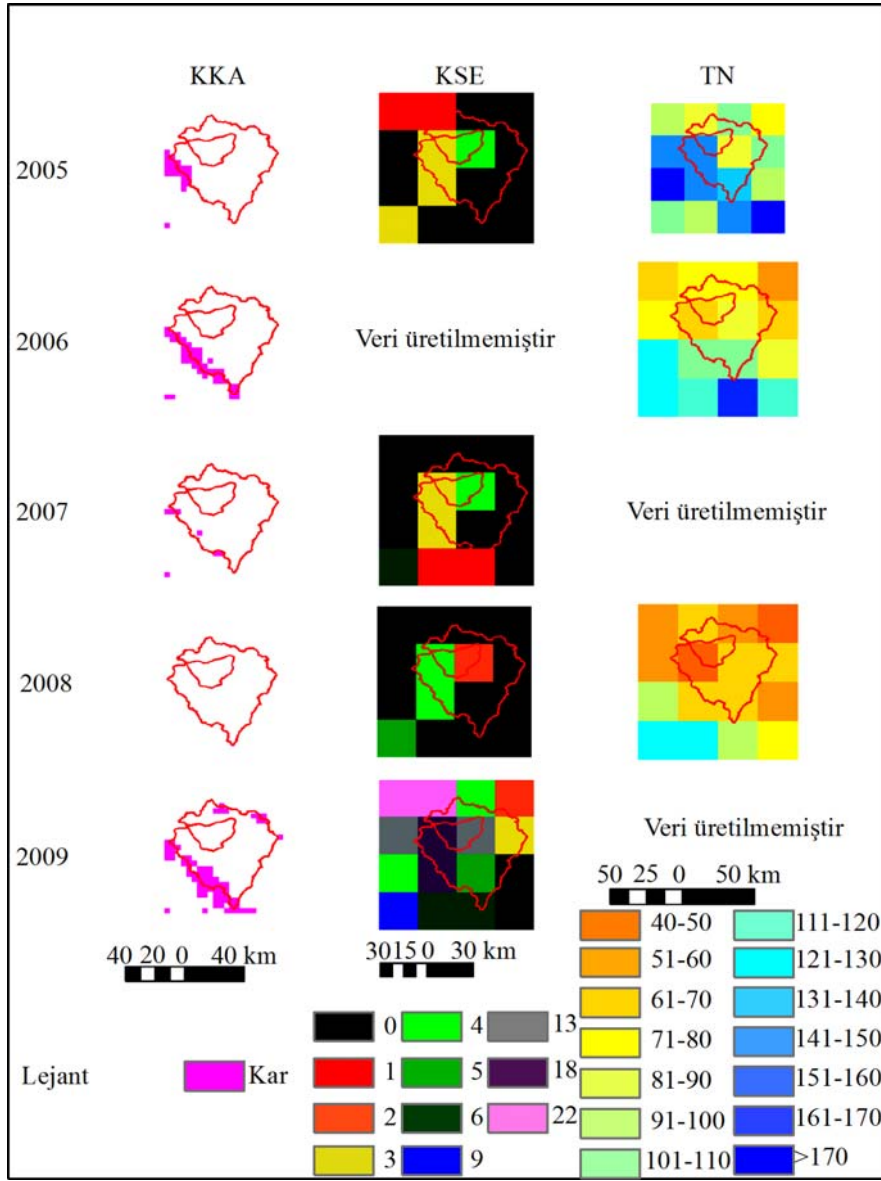 KKA KSE TN
2005
2006 Veri üretilmemiştir
2007 Veri üretilmemiştir
2008
2009 Veri üretilmemiştir
40 20 0 40 km
3015 0 30 km
50 25 0 50 km
Lejant
Kar
0 4 13
1 5 18
2 6 22
3 9
40-50 111-120
51-60 121-130
61-70 131-140
71-80 141-150
81-90 151-160
91-100 161-170
101-110 >170